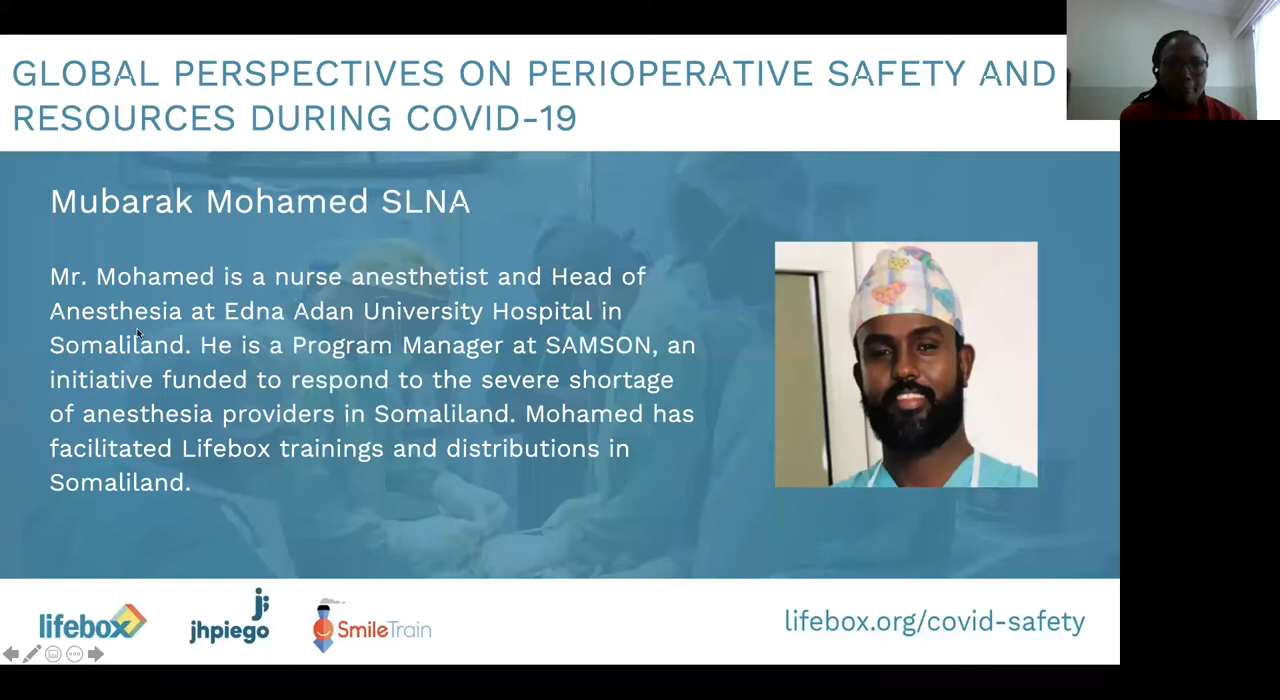 GLOBAL PERSPECTIVES ON PERIOPERATIVE SAFETY AND
RESOURCES DURING COVID-19
Mubarak Mohamed SLNA
Mr. Mohamed is a nurse anesthetist and Head of
Anesthesia at Edna Adan University Hospital in
Somaliland. He is a Program Manager at SAMSON, an
initiative funded to respond to the severe shortage
of anesthesia providers in Somaliland. Mohamed has
facilitated Lifebox trainings and distributions in
Somaliland.
lifebox
jhpiego
SmileTrain
lifebox.org/covid-safety